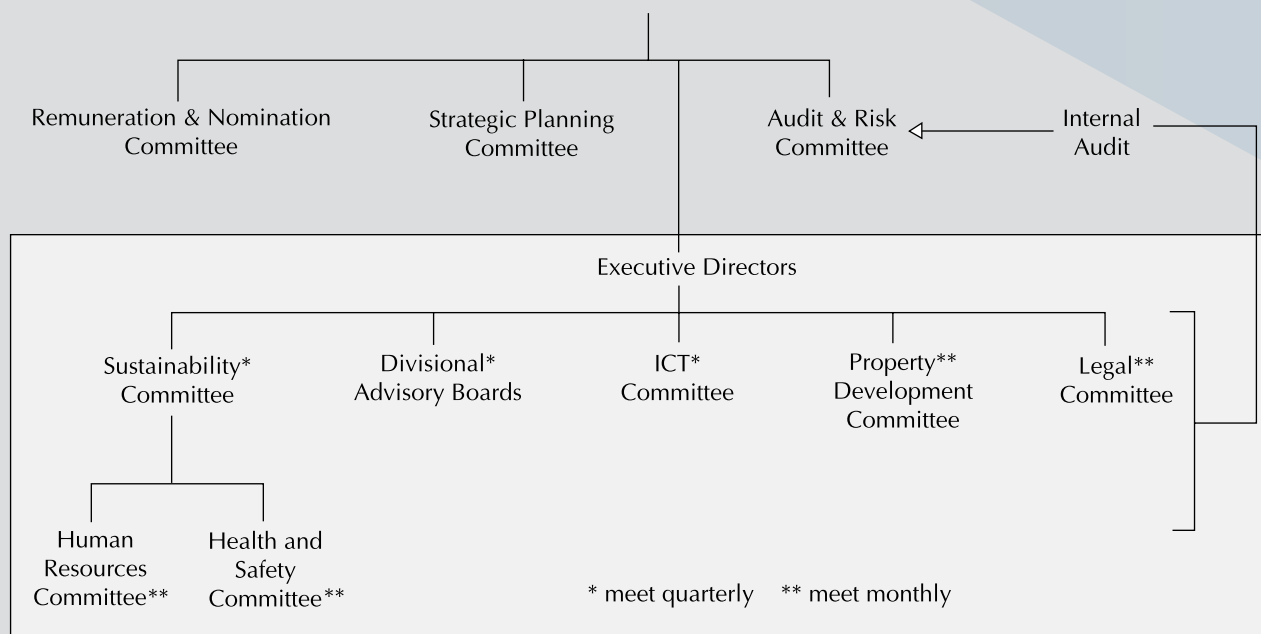 Remuneration & Nomination
Committee
Strategic Planning
Committee
Audit & Risk
Committee
Internal
Audit
Executive Directors
Sustainability*
Committee
Divisional*
Advisory Boards
ICT*
Committee
Property**
Development
Committee
Legal**
Committee
Human
Resources
Committee**
Health and
Safety
Committee**
* meet quarterly ** meet monthly